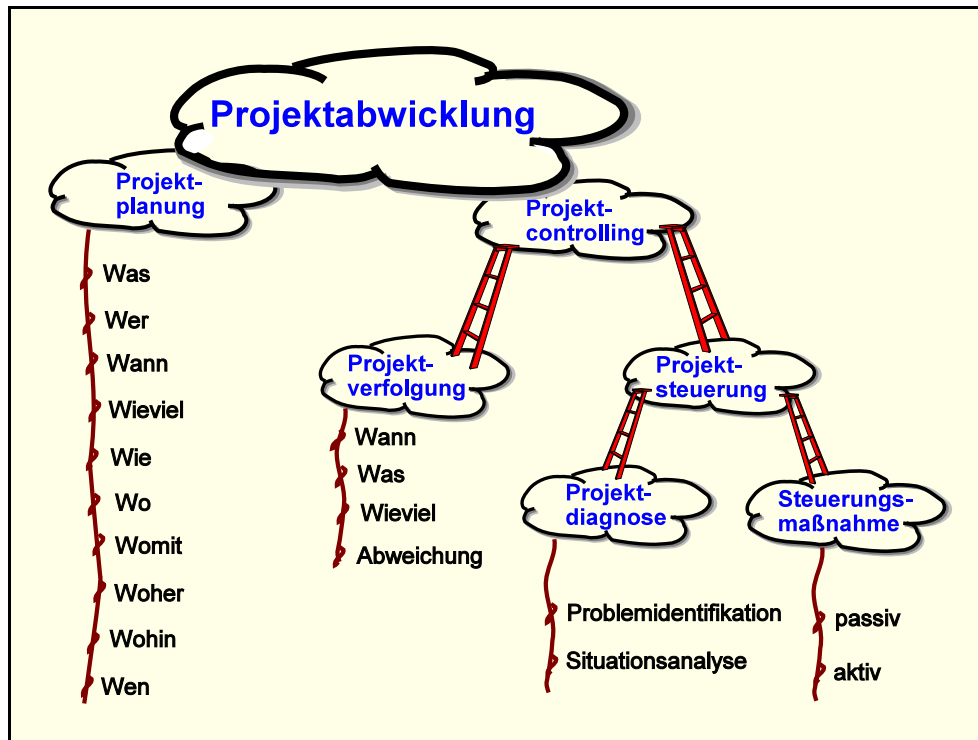 Projektabwicklung
Projekt-
planung
Was
Wer
Wann
Wieviel
Wie
Wo
Womit
Woher
Wohin
Wen
Projekt-
controlling
Projekt-
verfolgung
Wann
Was
Wieviel
Abweichung
Projekt-
steuerung
Projekt-
diagnose
Problemidentifikation
Situationsanalyse
Steuerungs-
maßnahme
passiv
aktiv